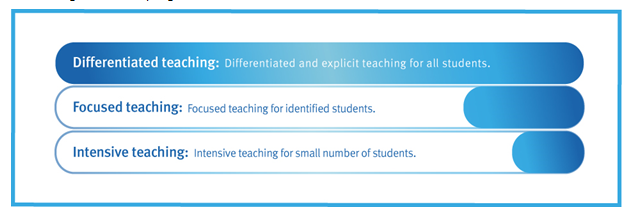 Differentiated teaching: Differentiated and explicit teaching for all students.
Focused teaching: Focused teaching for identified students.
Intensive teaching: Intensive teaching for small number of students.